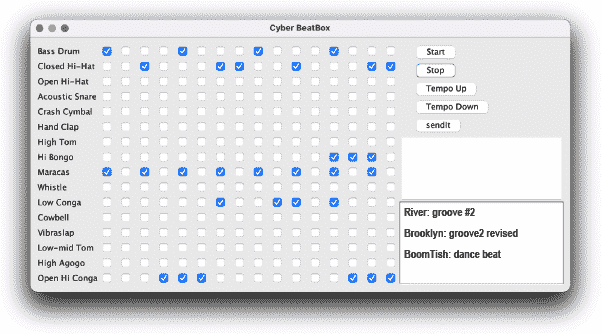 Cyber BeatBox
Bass Drum
Closed Hi-Hat
Open Hi-Hat
Acoustic Snare
Crash Cymbal
Hand Clap
High Tom
Hi Bongo
Maracas
Whistle
Low Conga
Cowbell
Vibraslap
Low-mid Tom
High Agogo
Open Hi Conga
Start
Stop
Tempo Up
Tempo Down
sendIt
River: groove #2
Brooklyn: groove2 revised
BoomTish: dance beat